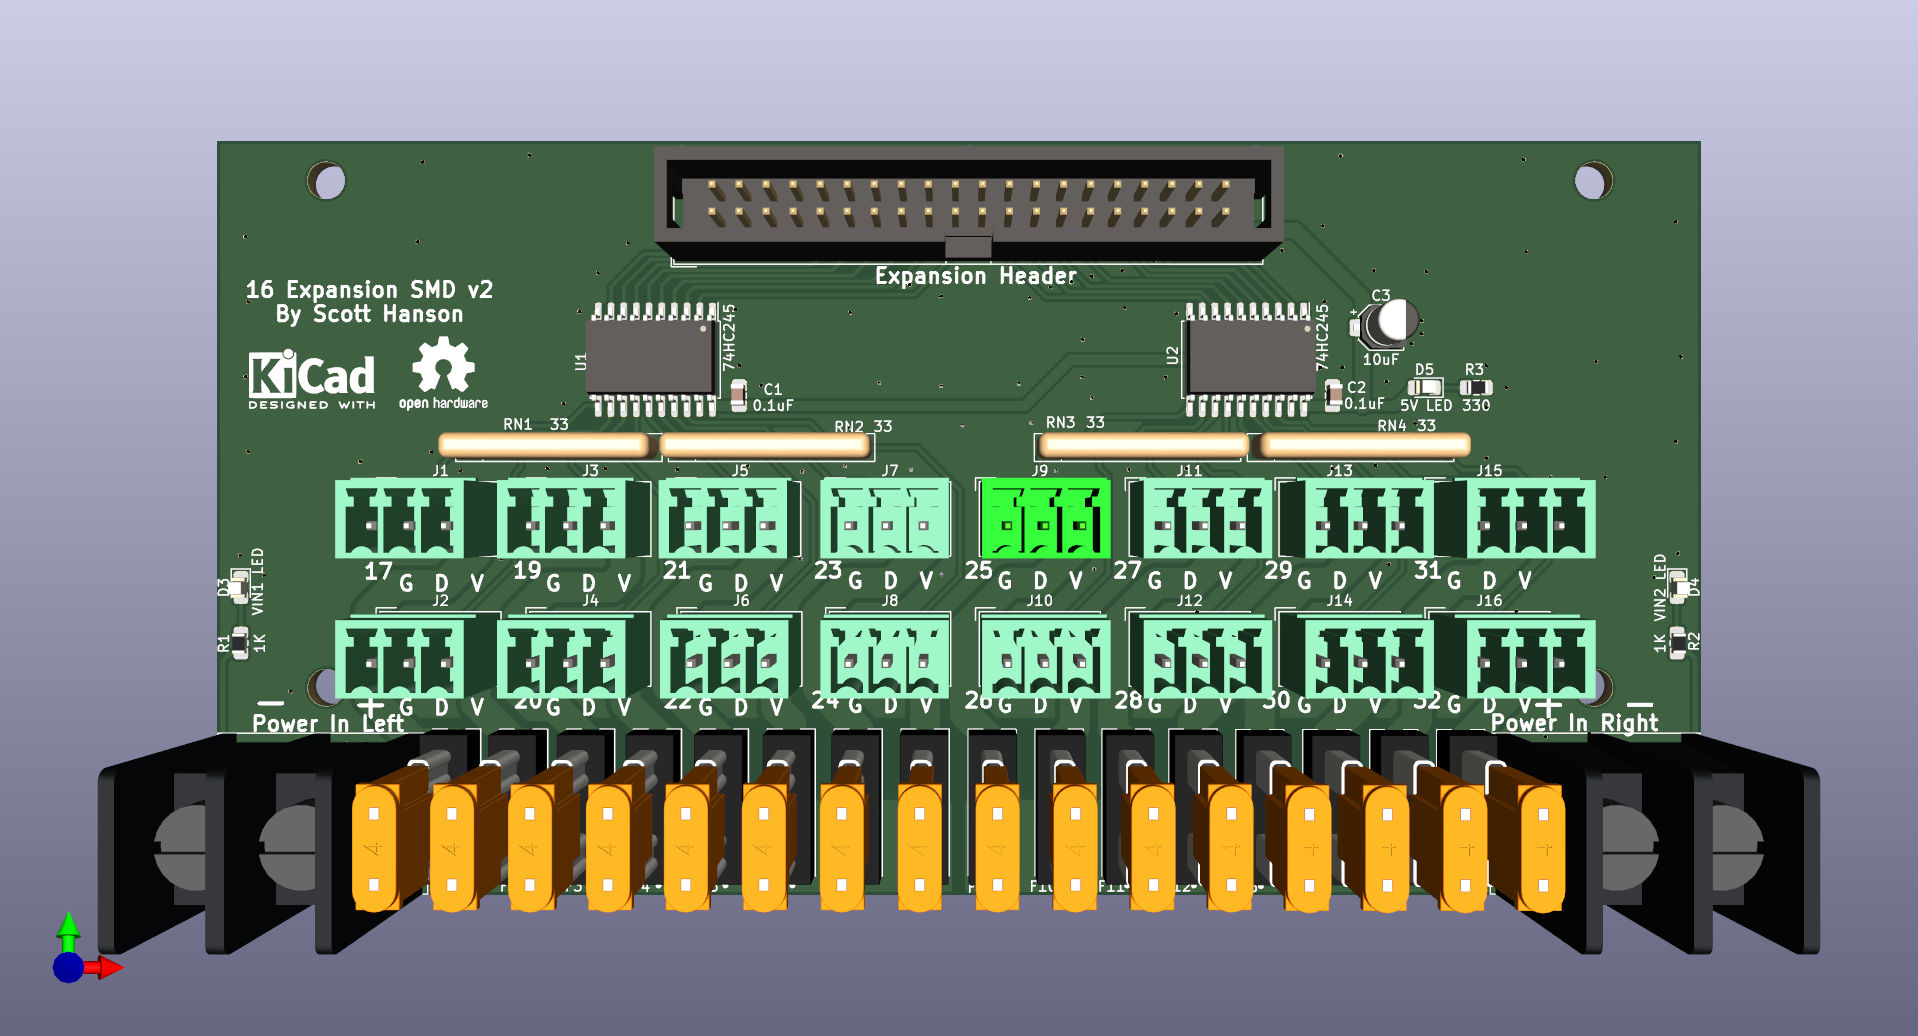 Expansion Header
16 Expansion SMD v2
By Scott Hanson
KiCad
DESIGNED WITH
open hardware
U1
74HC245
C1
0.1uF
U2
74HC245
C3
+
10uF
C2
0.1uF
D5
5V LED
R3
330
RN1 33
RN2 33
RN3 33
RN4 33
J1 J3 J5 J7 J9 J11 J13 J15
17 19 21 23 25 27 29 31
G D V G D V G D V G D V G D V G D V G D V G D V
D3
VIN1 LED
R1
1K
VIN2 LED
D4
1K
R2
J2 J4 J6 J8 J10 J12 J14 J16
20 22 24 26 28 30 32
G D V G D V G D V G D V G D V G D V G D V G D V
− +
Power In Left
+ −
Power In Right
4 4 4 4 4 4 4 4 4 4 4 4 4 4 4 4
F10 F11